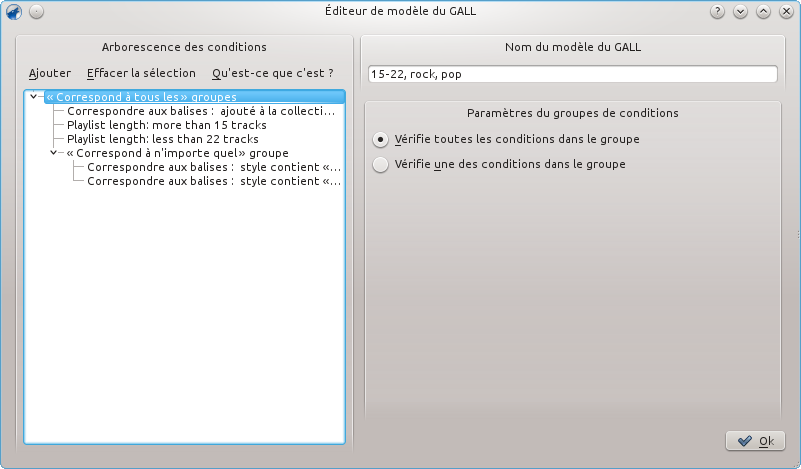 Éditeur de modèle du GALL
Arborescence des conditions
Ajouter Effacer la sélection Qu'est-ce que c'est ?
« Correspond à tous les» groupes
Correspondre aux balises : ajouté à la collecti...
Playlist length: more than 15 tracks
Playlist length: less than 22 tracks
« Correspond à n'importe quel» groupe
Correspondre aux balises : style contient «...
Correspondre aux balises : style contient «...
Nom du modèle du GALL
15-22, rock, pop
Paramètres du groupes de conditions
Vérifie toutes les conditions dans le groupe
Vérifie une des conditions dans le groupe
Ok